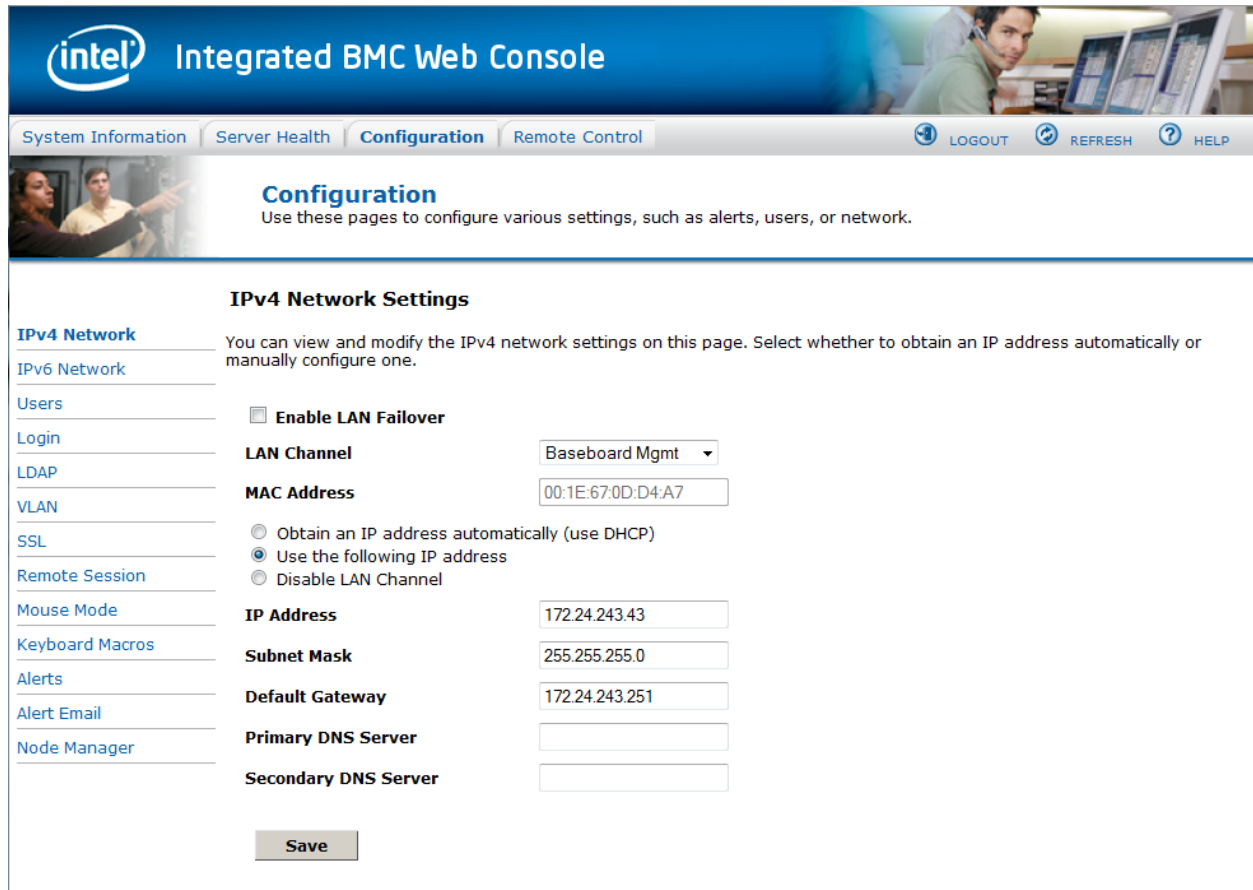 intel Integrated BMC Web Console
System Information Server Health Configuration Remote Control LOGOUT REFRESH ? HELP
Configuration
Use these pages to configure various settings, such as alerts, users, or network.
IPv4 Network
IPv6 Network
Users
Login
LDAP
VLAN
SSL
Remote Session
Mouse Mode
Keyboard Macros
Alerts
Alert Email
Node Manager
IPv4 Network Settings
You can view and modify the IPv4 network settings on this page. Select whether to obtain an IP address automatically or
manually configure one.
Enable LAN Failover
LAN Channel Baseboard Mgmt
MAC Address 00:1E:67:0D:D4:A7
Obtain an IP address automatically (use DHCP)
Use the following IP address
Disable LAN Channel
IP Address 172.24.243.43
Subnet Mask 255.255.255.0
Default Gateway 172.24.243.251
Primary DNS Server
Secondary DNS Server
Save